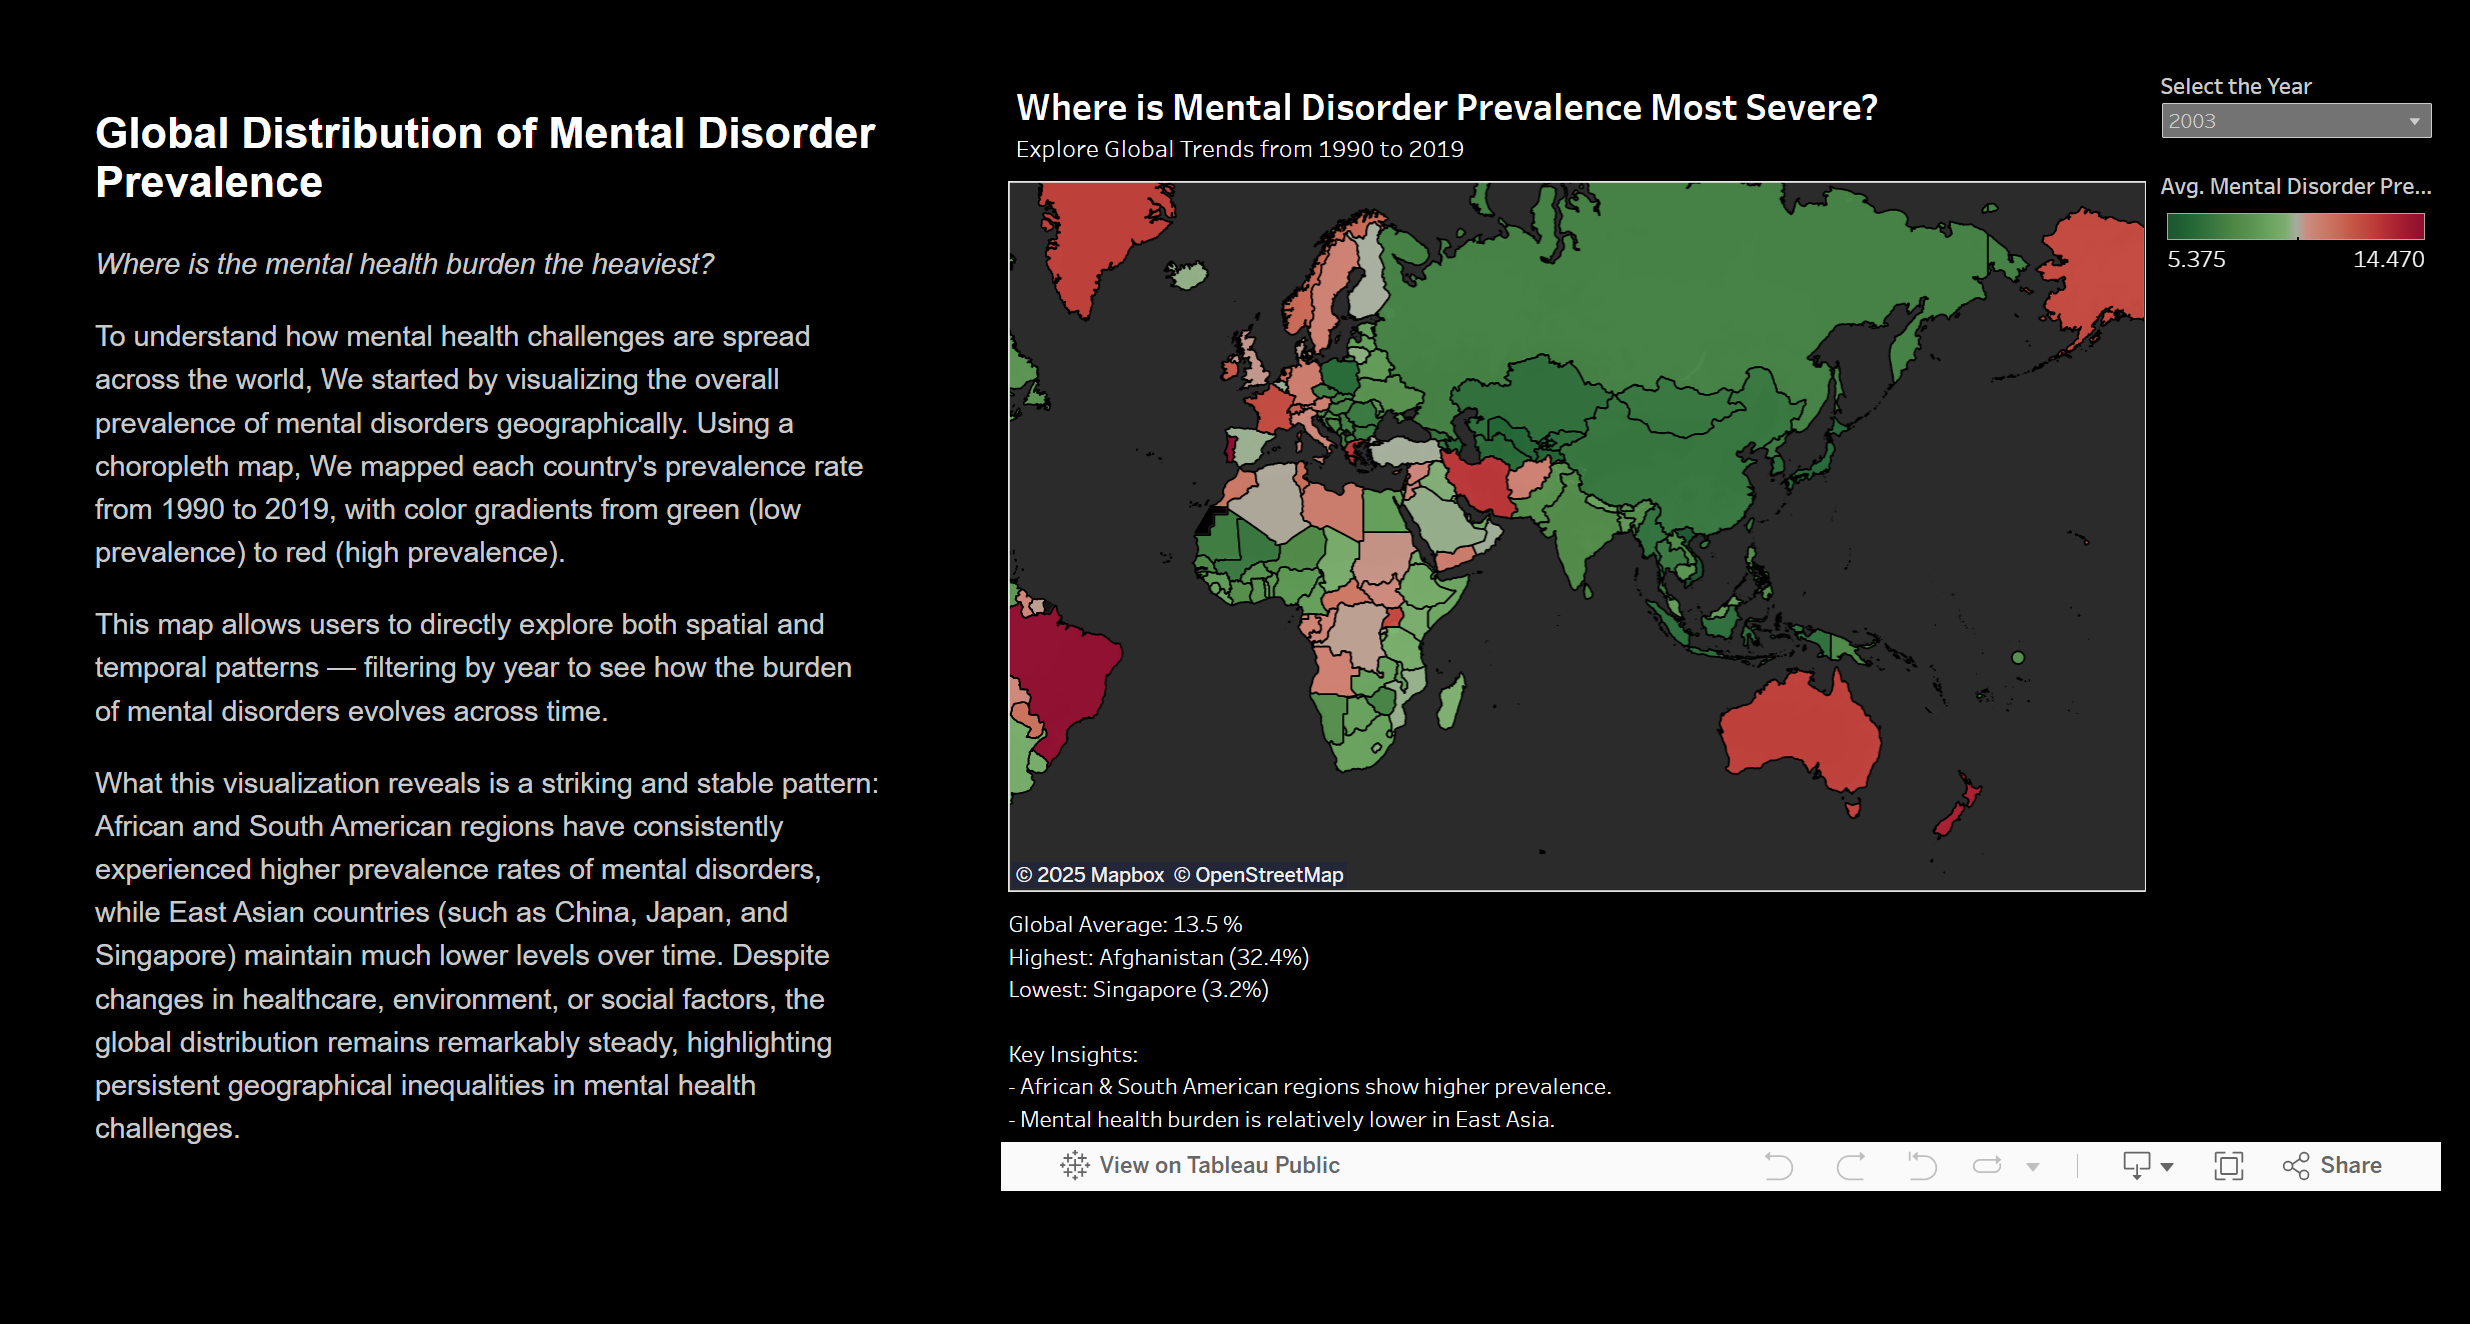 Global Distribution of Mental Disorder
Prevalence
Where is the mental health burden the heaviest?
To understand how mental health challenges are spread
across the world, We started by visualizing the overall
prevalence of mental disorders geographically. Using a
choropleth map, We mapped each country's prevalence rate
from 1990 to 2019, with color gradients from green (low
prevalence) to red (high prevalence).
This map allows users to directly explore both spatial and
temporal patterns — filtering by year to see how the burden
of mental disorders evolves across time.
What this visualization reveals is a striking and stable pattern:
African and South American regions have consistently
experienced higher prevalence rates of mental disorders,
while East Asian countries (such as China, Japan, and
Singapore) maintain much lower levels over time. Despite
changes in healthcare, environment, or social factors, the
global distribution remains remarkably steady, highlighting
persistent geographical inequalities in mental health
challenges.
Where is Mental Disorder Prevalence Most Severe?
Explore Global Trends from 1990 to 2019
Select the Year
2003
Avg. Mental Disorder Pre...
5.375 14.470
© 2025 Mapbox © OpenStreetMap
Global Average: 13.5 %
Highest: Afghanistan (32.4%)
Lowest: Singapore (3.2%)
Key Insights:
- African & South American regions show higher prevalence.
- Mental health burden is relatively lower in East Asia.
View on Tableau Public
Share